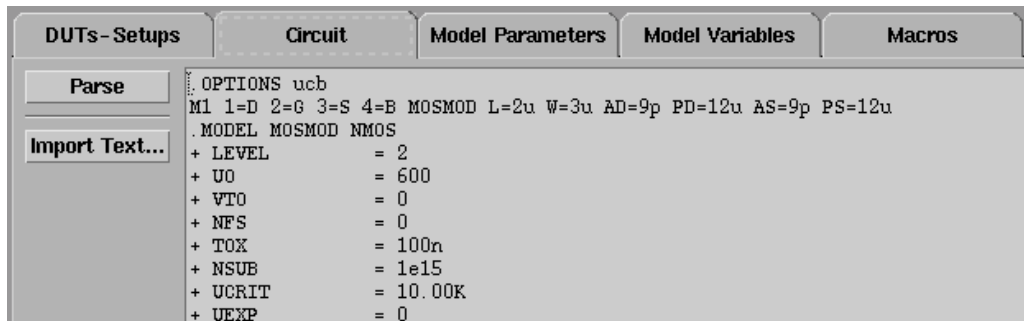 DUTs-Setups Circuit Model Parameters Model Variables Macros
Parse
Import Text...
.OPTIONS ucb
M1 1=D 2=G 3=S 4=B MOSMOD L=2u W=3u AD=9p PD=12u AS=9p PS=12u
.MODEL MOSMOD NMOS
+ LEVEL = 2
+ UO = 600
+ VTO = 0
+ NFS = 0
+ TOX = 100n
+ NSUB = 1e15
+ UCRIT = 10.00K
+ UEXP = 0